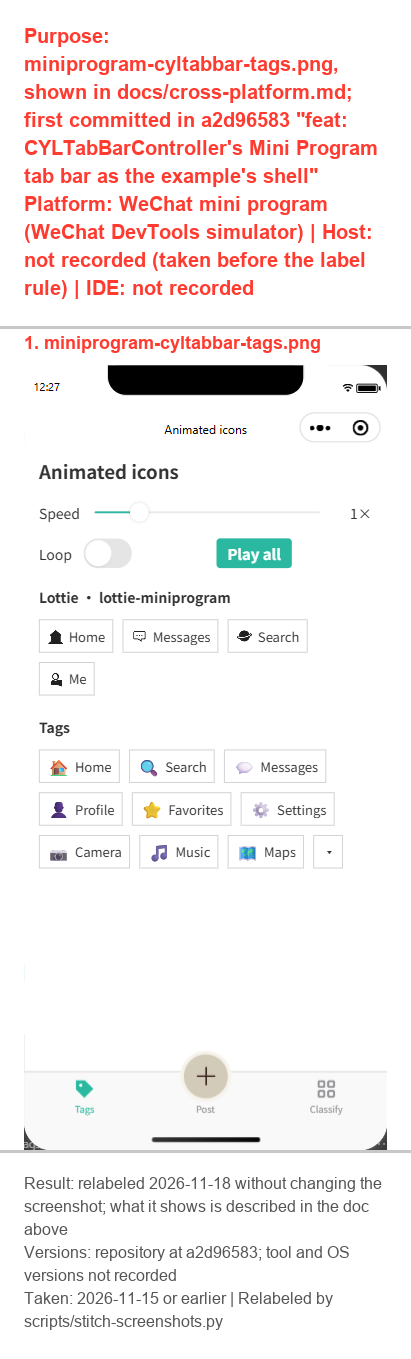 Purpose:
miniprogram-cyltabbar-tags.png,
shown in docs/cross-platform.md;
first committed in a2d96583 "feat:
CYLTabBarController's Mini Program
tab bar as the example's shell"
Platform: WeChat mini program
(WeChat DevTools simulator) | Host:
not recorded (taken before the label
rule) | IDE: not recorded
1. miniprogram-cyltabbar-tags.png
12:27
Animated icons
Animated icons
Speed 1×
Loop Play all
Lottie • lottie-miniprogram
Home Messages Search
Me
Tags
Home Search Messages
Profile Favorites Settings
Camera Music Maps
Tags Post Classify
Result: relabeled 2026-11-18 without changing the
screenshot; what it shows is described in the doc
above
Versions: repository at a2d96583; tool and OS
versions not recorded
Taken: 2026-11-15 or earlier | Relabeled by
scripts/stitch-screenshots.py